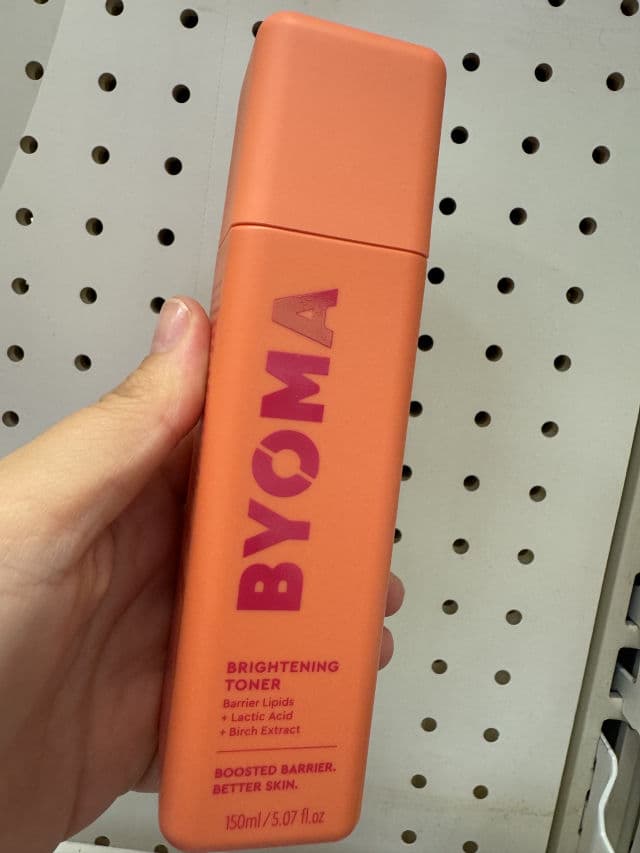 BYOMA
BRIGHTENING
TONER
Barrier Lipids
+ Lactic Acid
+ Birch Extract
BOOSTED BARRIER.
BETTER SKIN.
150ml/5.07 fl.oz